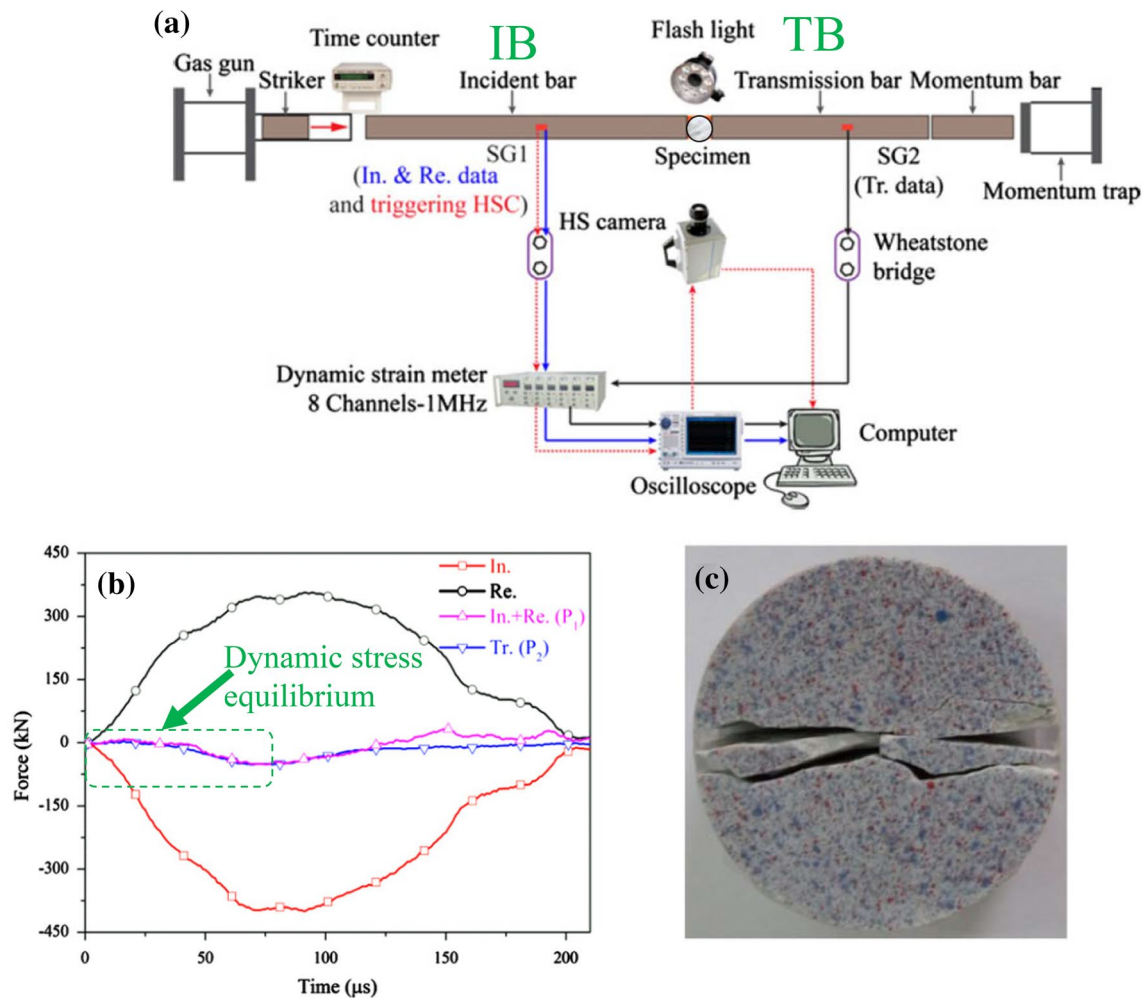 (a)
IB
Flash light
TB
Time counter
Gas gun
Striker
Incident bar
Transmission bar
Momentum bar
SG1
Specimen
SG2
(In. & Re. data
and triggering HSC)
(Tr. data)
Momentum trap
HS camera
Wheatstone
bridge
Dynamic strain meter
8 Channels-1MHz
Computer
Oscilloscope
(b)
In.
Re.
In.+Re. (P1)
Tr. (P2)
Dynamic stress
equilibrium
Force (kN)
450
300
150
0
-150
-300
-450
0
50
100
150
200
Time (μs)
(c)